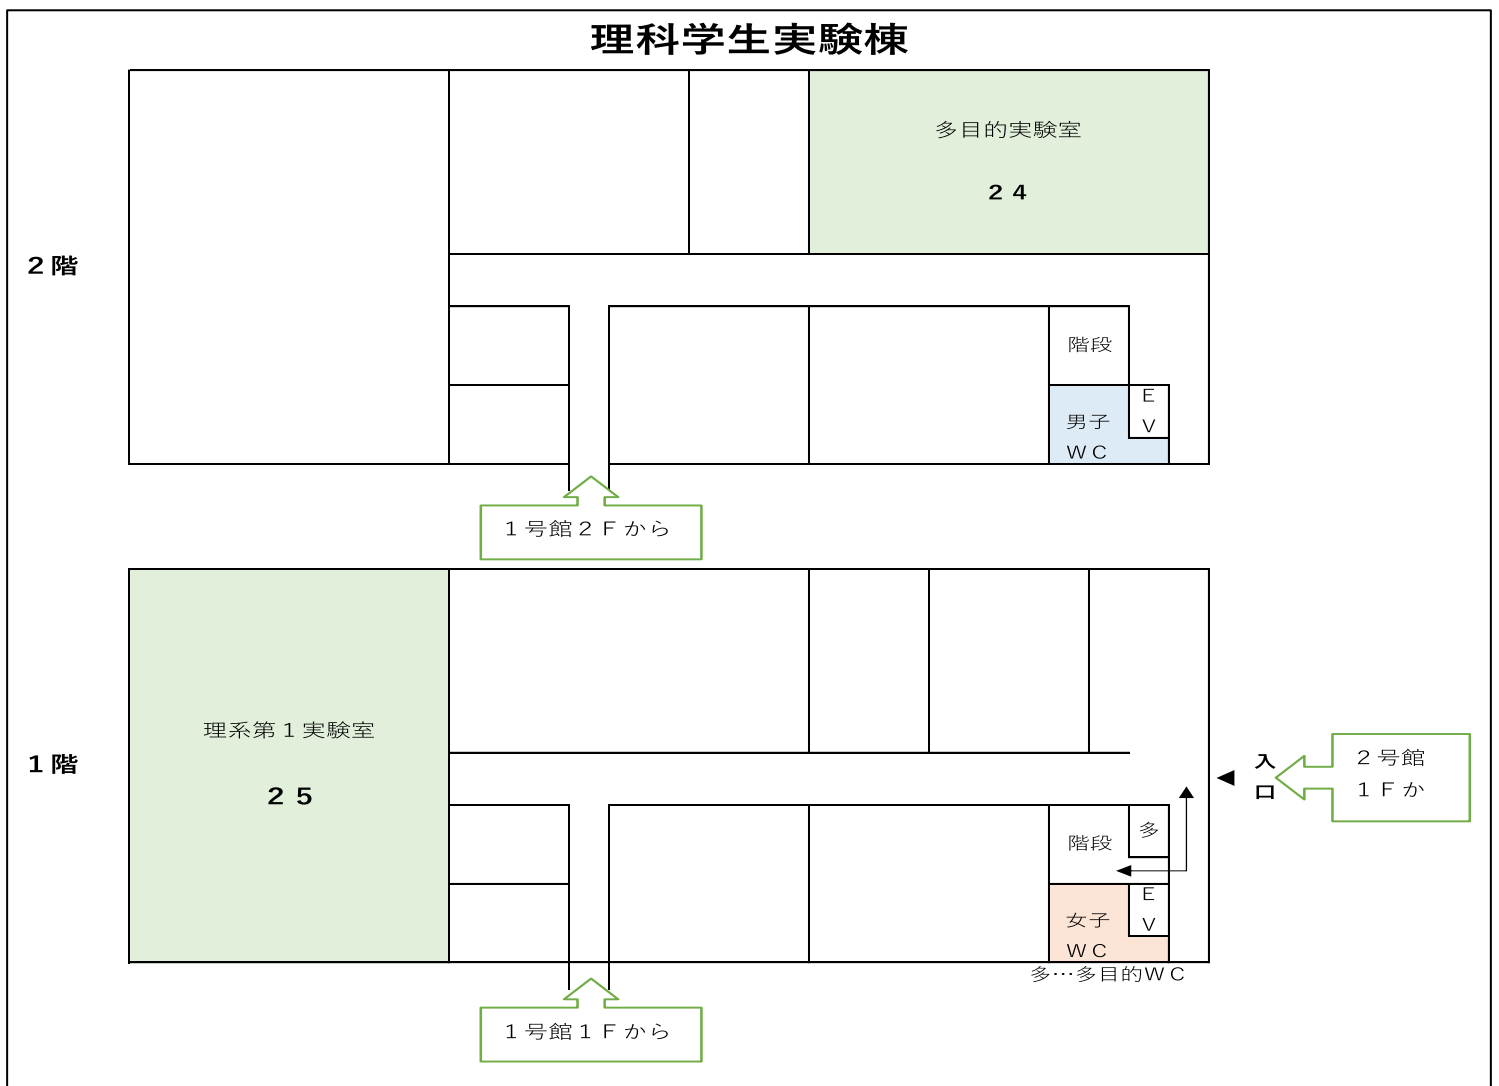 理科学生実験棟
多目的実験室
２４
２階
階段
E
V
男子
WC
１号館２Ｆから
理系第１実験室
２５
１階
入
口
２号館
１Ｆか
階段
多
E
V
女子
WC
多…多目的WC
１号館１Ｆから